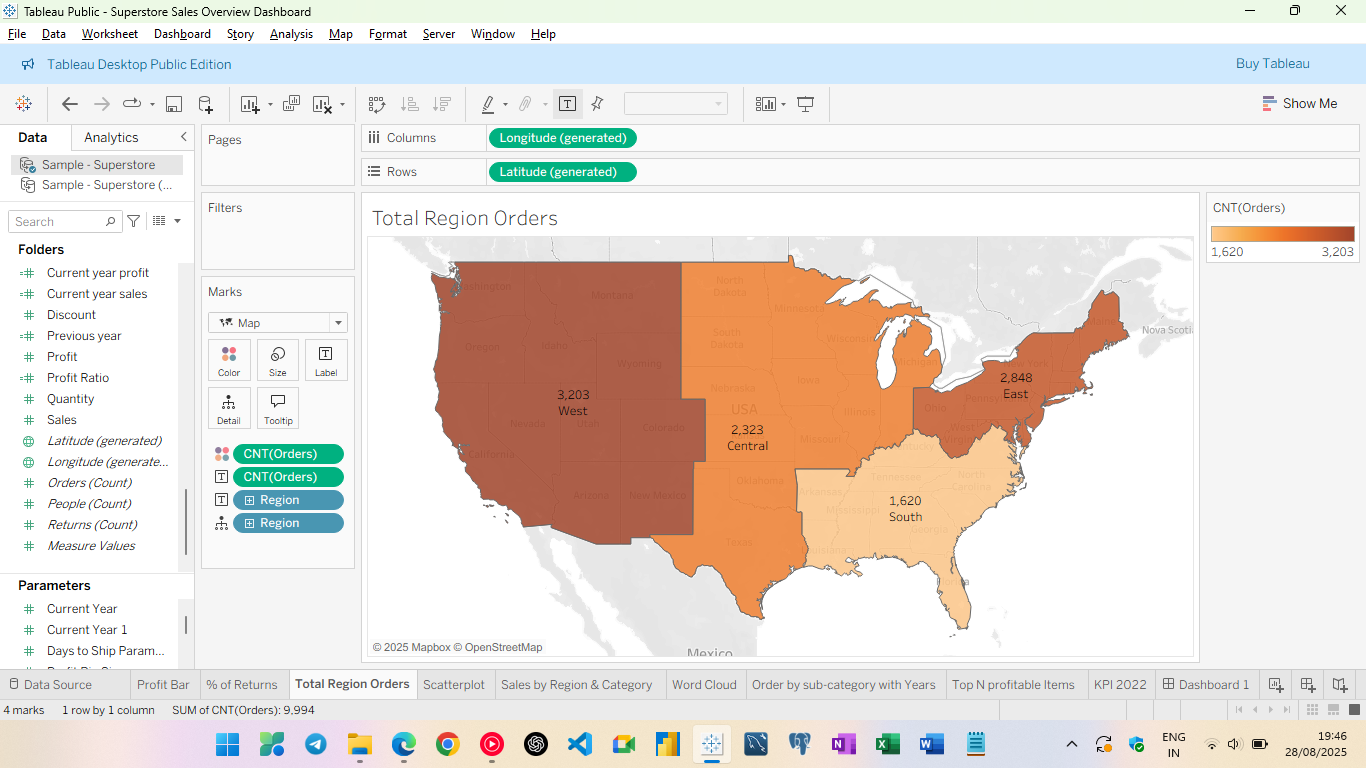 Tableau Public - Superstore Sales Overview Dashboard
File Data Worksheet Dashboard Story Analysis Map Format Server Window Help
Tableau Desktop Public Edition
Buy Tableau
Show Me
Data Analytics
Sample - Superstore
Sample - Superstore (...
Search
Folders
Current year profit
Current year sales
Discount
Previous year
Profit
Profit Ratio
Quantity
Sales
Latitude (generated)
Longitude (generate...
Orders (Count)
People (Count)
Returns (Count)
Measure Values
Parameters
Current Year
Current Year 1
Days to Ship Param...
Pages
Filters
Marks
Map
Color Size Label
Detail Tooltip
CNT(Orders)
CNT(Orders)
Region
Region
Columns Longitude (generated)
Rows Latitude (generated)
Total Region Orders
Washington
Montana
North
Dakota
Minnesota
Oregon
Idaho
South
Dakota
Wisconsin
Wyoming
Michigan
Nebraska
Iowa
Nevada
Utah
Colorado
USA
Illinois
Ohio
California
Missouri
West
Virginia
Kentucky
Arizona
New Mexico
Oklahoma
Arkansas
Tennessee
North
Carolina
Mississippi
Georgia
Texas
Louisiana
Florida
New York
Maine
Nova Scotia
Mexico
3,203
West
2,323
Central
2,848
East
1,620
South
© 2025 Mapbox © OpenStreetMap
CNT(Orders)
1,620 3,203
Data Source Profit Bar % of Returns Total Region Orders Scatterplot Sales by Region & Category Word Cloud Order by sub-category with Years Top N profitable Items KPI 2022 Dashboard 1
4 marks 1 row by 1 column SUM of CNT(Orders): 9,994
ENG
IN
19:46
28/08/2025